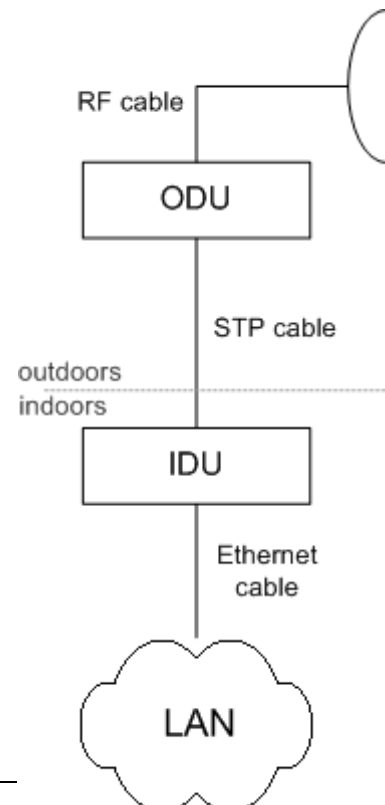 RF cable
ODU
STP cable
outdoors
indoors
IDU
Ethernet
cable
LAN